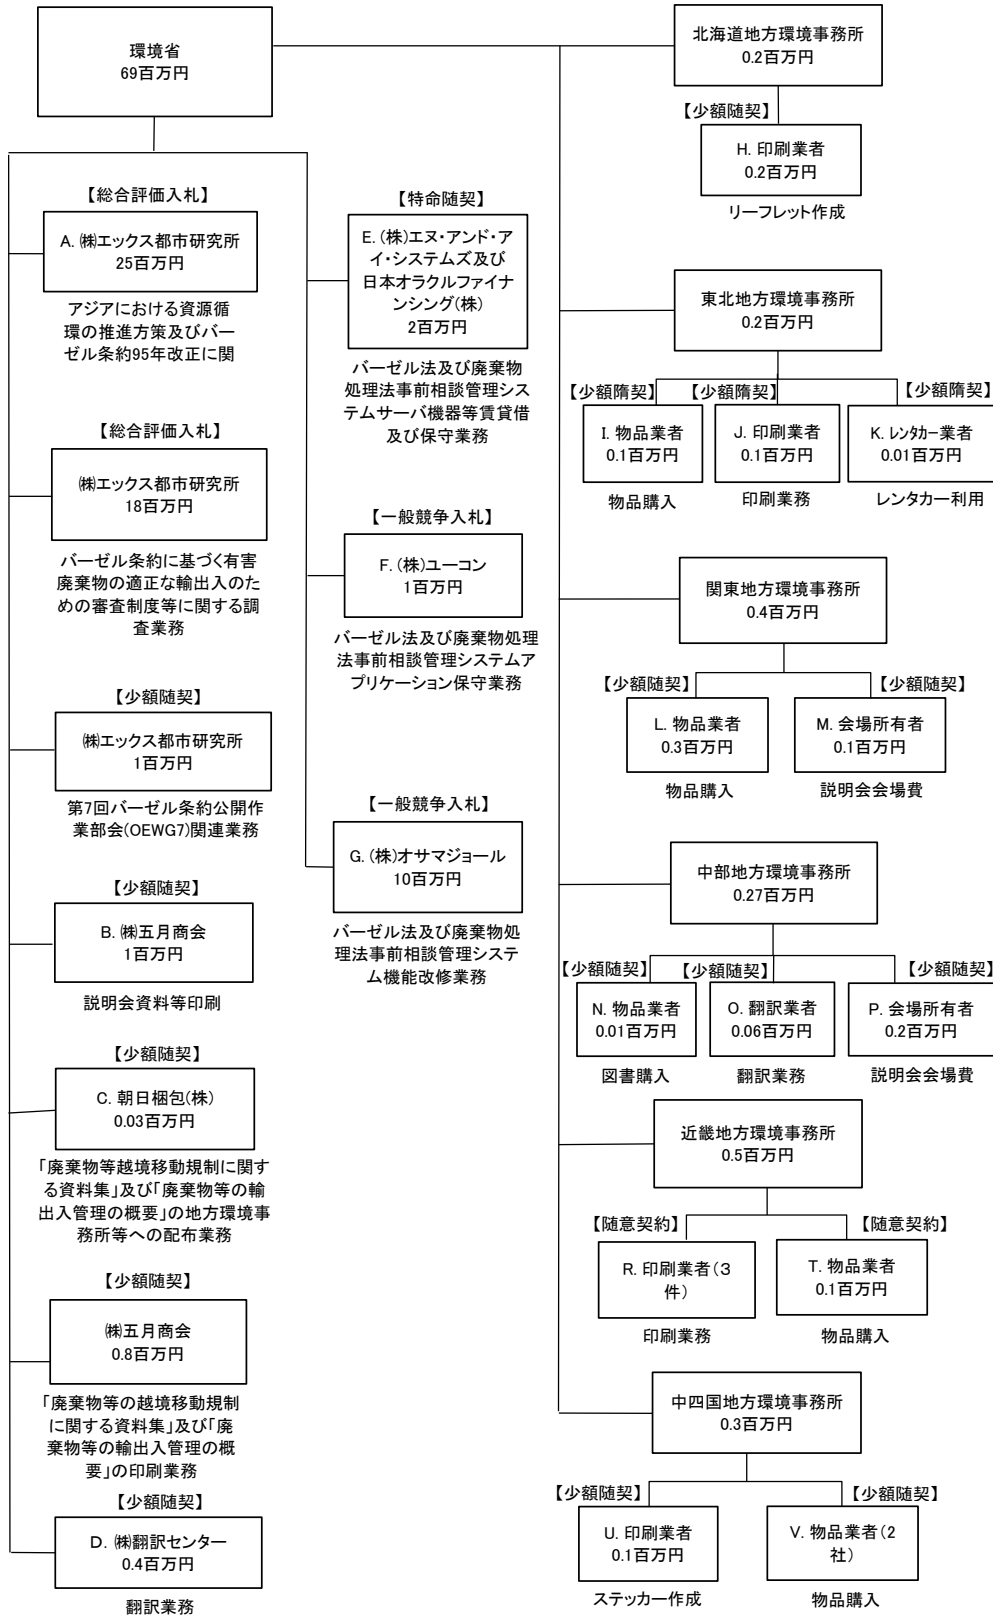 環境省
69百万円
【総合評価入札】
A. ㈱エックス都市研究所
25百万円
アジアにおける資源循
環の推進方策及びバー
ゼル条約95年改正に関
【総合評価入札】
㈱エックス都市研究所
18百万円
バーゼル条約に基づく有害
廃棄物の適正な輸出入のた
めの審査制度等に関する調
査業務
【少額随契】
㈱エックス都市研究所
1百万円
第7回バーゼル条約公開作
業部会(OEWG7)関連業務
【少額随契】
B. ㈱五月商会
1百万円
説明会資料等印刷
【少額随契】
C. 朝日梱包(株)
0.03百万円
「廃棄物等越境移動規制に関す
る資料集」及び「廃棄物等の輸
出入管理の概要」の地方環境事
務所等への配布業務
【少額随契】
㈱五月商会
0.8百万円
「廃棄物等の越境移動規制
に関する資料集」及び「廃
棄物等の輸出入管理の概
要」の印刷業務
【少額随契】
D. ㈱翻訳センター
0.4百万円
翻訳業務
【特命随契】
E. (株)エヌ・アンド・ア
イ・システムズ及び
日本オラクルファイナ
ンシング(株)
2百万円
バーゼル法及び廃棄物
処理法事前相談管理シス
テムサーバ機器等賃貸借
及び保守業務
【一般競争入札】
F. (株)ユーコン
1百万円
バーゼル法及び廃棄物処理
法事前相談管理システムア
プリケーション保守業務
【一般競争入札】
G. (株)オサマジョール
10百万円
バーゼル法及び廃棄物処
理法事前相談管理システ
ム機能改修業務
北海道地方環境事務所
0.2百万円
【少額随契】
H. 印刷業者
0.2百万円
リーフレット作成
東北地方環境事務所
0.2百万円
【少額隋契】
I. 物品業者
0.1百万円
物品購入
【少額隋契】
J. 印刷業者
0.1百万円
印刷業務
【少額隋契】
K. レンタカー業者
0.01百万円
レンタカー利用
関東地方環境事務所
0.4百万円
【少額随契】
L. 物品業者
0.3百万円
物品購入
【少額随契】
M. 会場所有者
0.1百万円
説明会会場費
中部地方環境事務所
0.27百万円
【少額随契】
N. 物品業者
0.01百万円
図書購入
【少額随契】
O. 翻訳業者
0.06百万円
翻訳業務
【少額随契】
P. 会場所有者
0.2百万円
説明会会場費
近畿地方環境事務所
0.5百万円
【随意契約】
R. 印刷業者(3
件)
印刷業務
【随意契約】
T. 物品業者
0.1百万円
物品購入
中四国地方環境事務所
0.3百万円
【少額随契】
U. 印刷業者
0.1百万円
ステッカー作成
【少額随契】
V. 物品業者(2
社)
物品購入